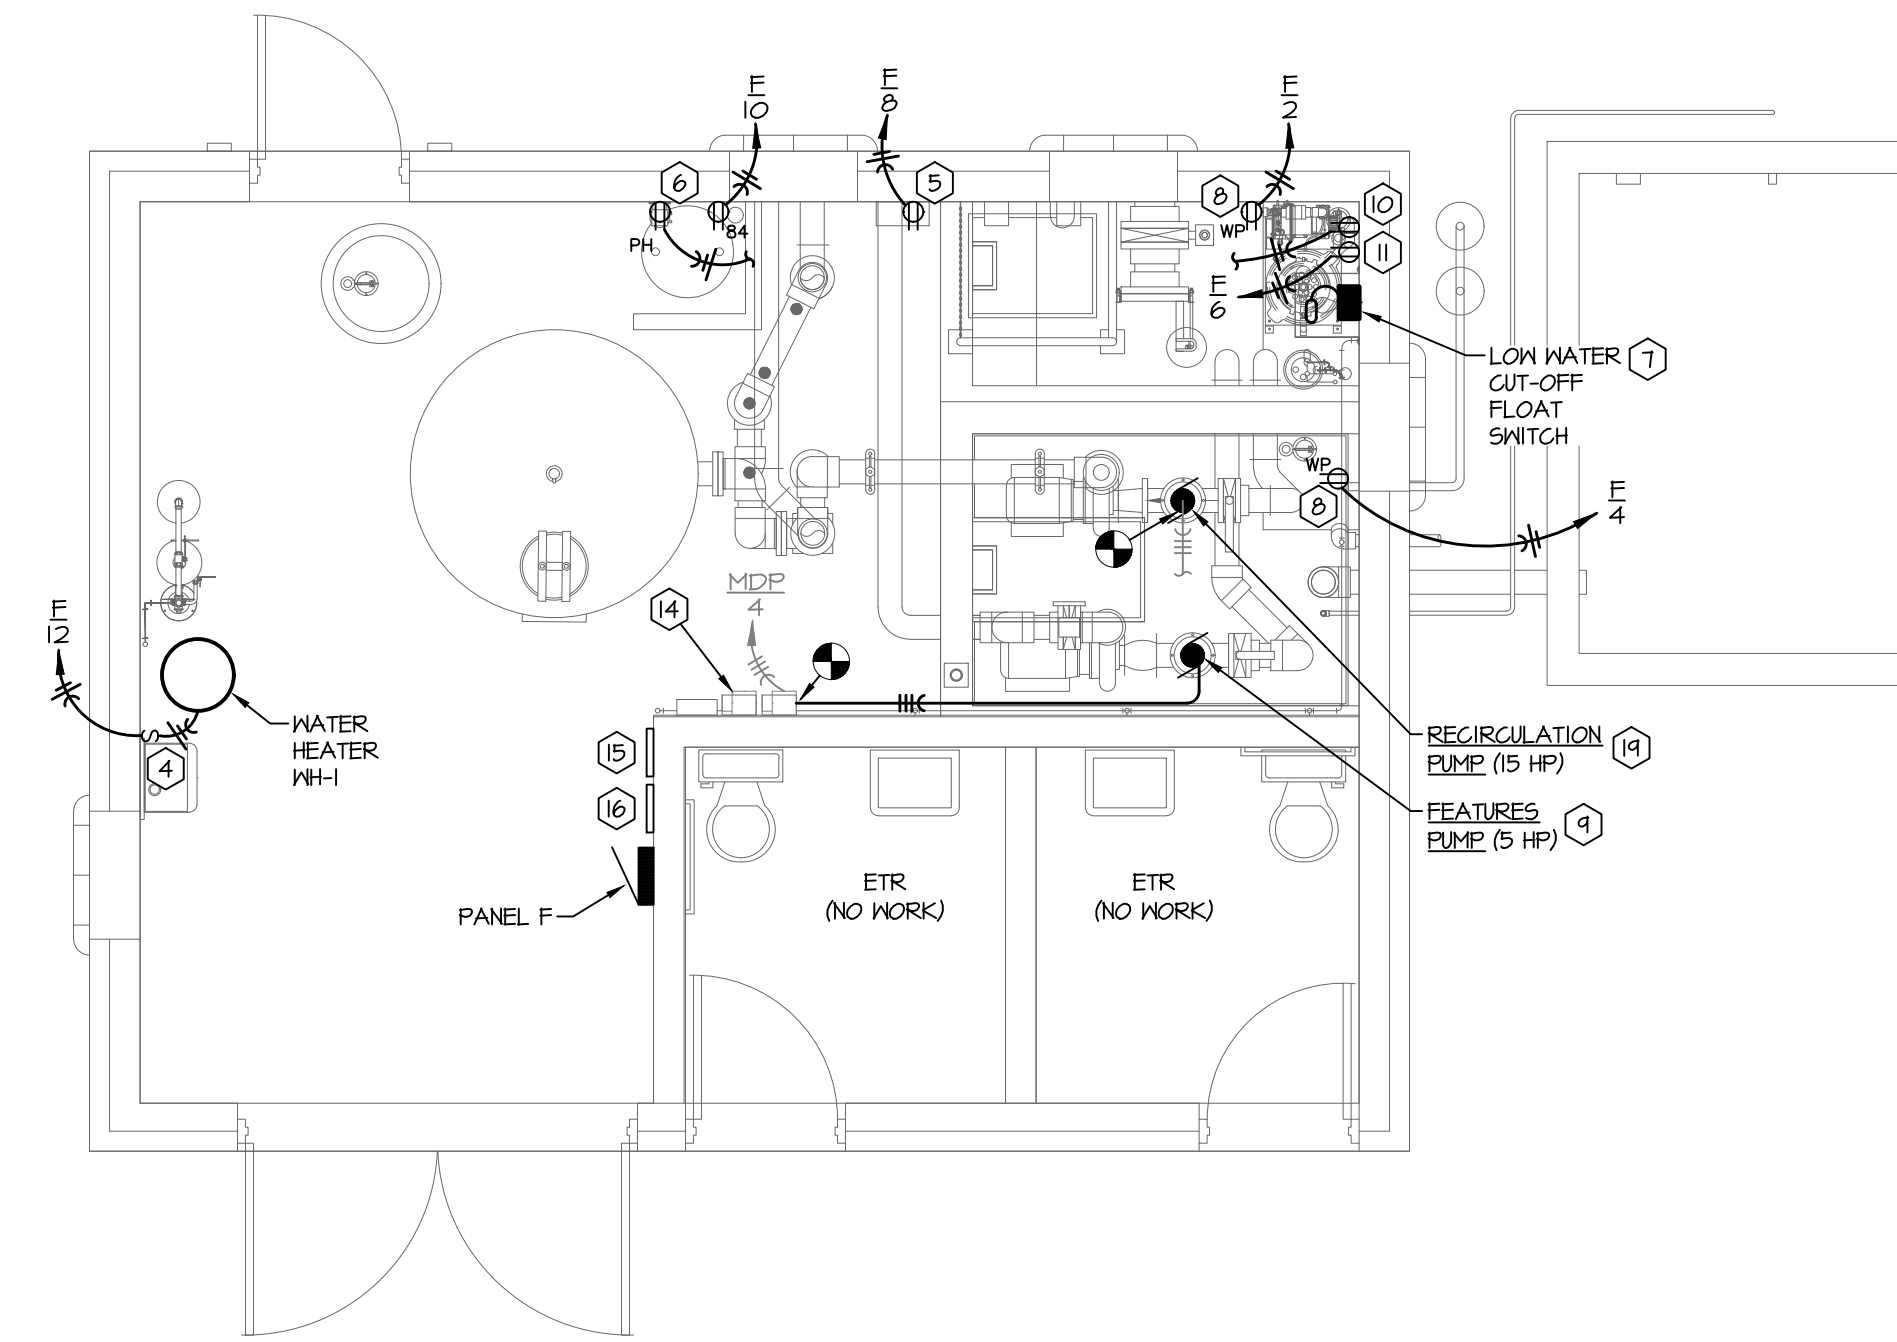 F
10
F
8
F
2
6
5
8
10
PH
84
WP
11
F
6
LOW WATER
CUT-OFF
FLOAT
SWITCH
7
WP
8
F
4
MDP
4
14
F
12
S
4
WATER
HEATER
WH-1
15
16
RECIRCULATION
PUMP (15 HP)
19
FEATURES
PUMP (5 HP)
9
ETR
(NO WORK)
ETR
(NO WORK)
PANEL F